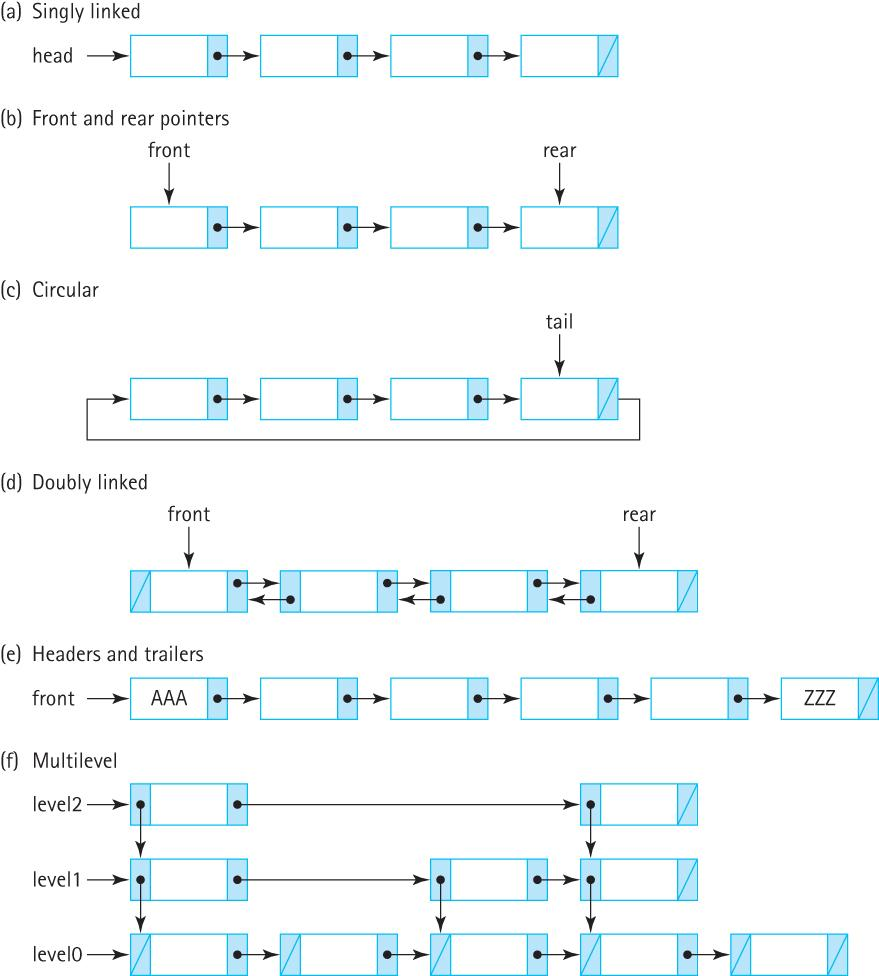 (a) Singly linked
head
(b) Front and rear pointers
front rear
(c) Circular
tail
(d) Doubly linked
front rear
(e) Headers and trailers
front AAA ZZZ
(f) Multilevel
level2
level1
level0